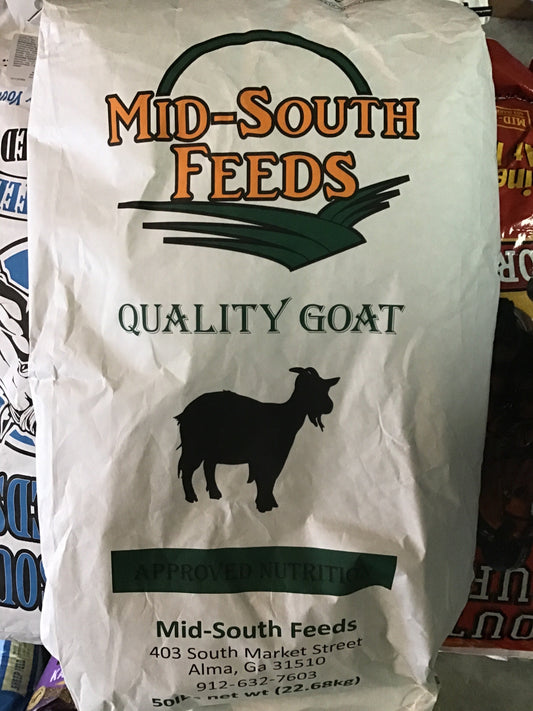 MID-SOUTH
FEEDS
QUALITY GOAT
APPROVED NUTRITION
Mid-South Feeds
403 South Market Street
Alma, Ga 31510
912-632-7603
50lbs net wt (22.68kg)